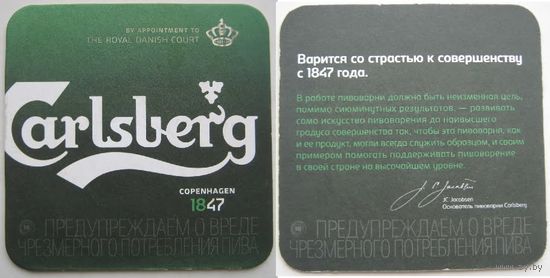 BY APPOINTMENT TO
THE ROYAL DANISH COURT
Carlsberg
COPENHAGEN
1847
ПРЕДУПРЕЖДАЕМ О ВРЕДЕ
ЧРЕЗМЕРНОГО ПОТРЕБЛЕНИЯ ПИВА
Варится со страстью к совершенству
с 1847 года.
В работе пивоварни должна быть неизменная цель,
помимо сиюминутных результатов, — развивать
само искусство пивоварения до наивысшего
градуса совершенства так, чтобы эта пивоварня, как
и ее продукт, могли всегда служить образцом, и своим
примером помогать поддерживать пивоварение
в своей стране на высочайшем уровне.
J. C. Jacobsen
JC Jacobsen
Основатель пивоварни Carlsberg
ПРЕДУПРЕЖДАЕМ О ВРЕДЕ
ЧРЕЗМЕРНОГО ПОТРЕБЛЕНИЯ ПИВА